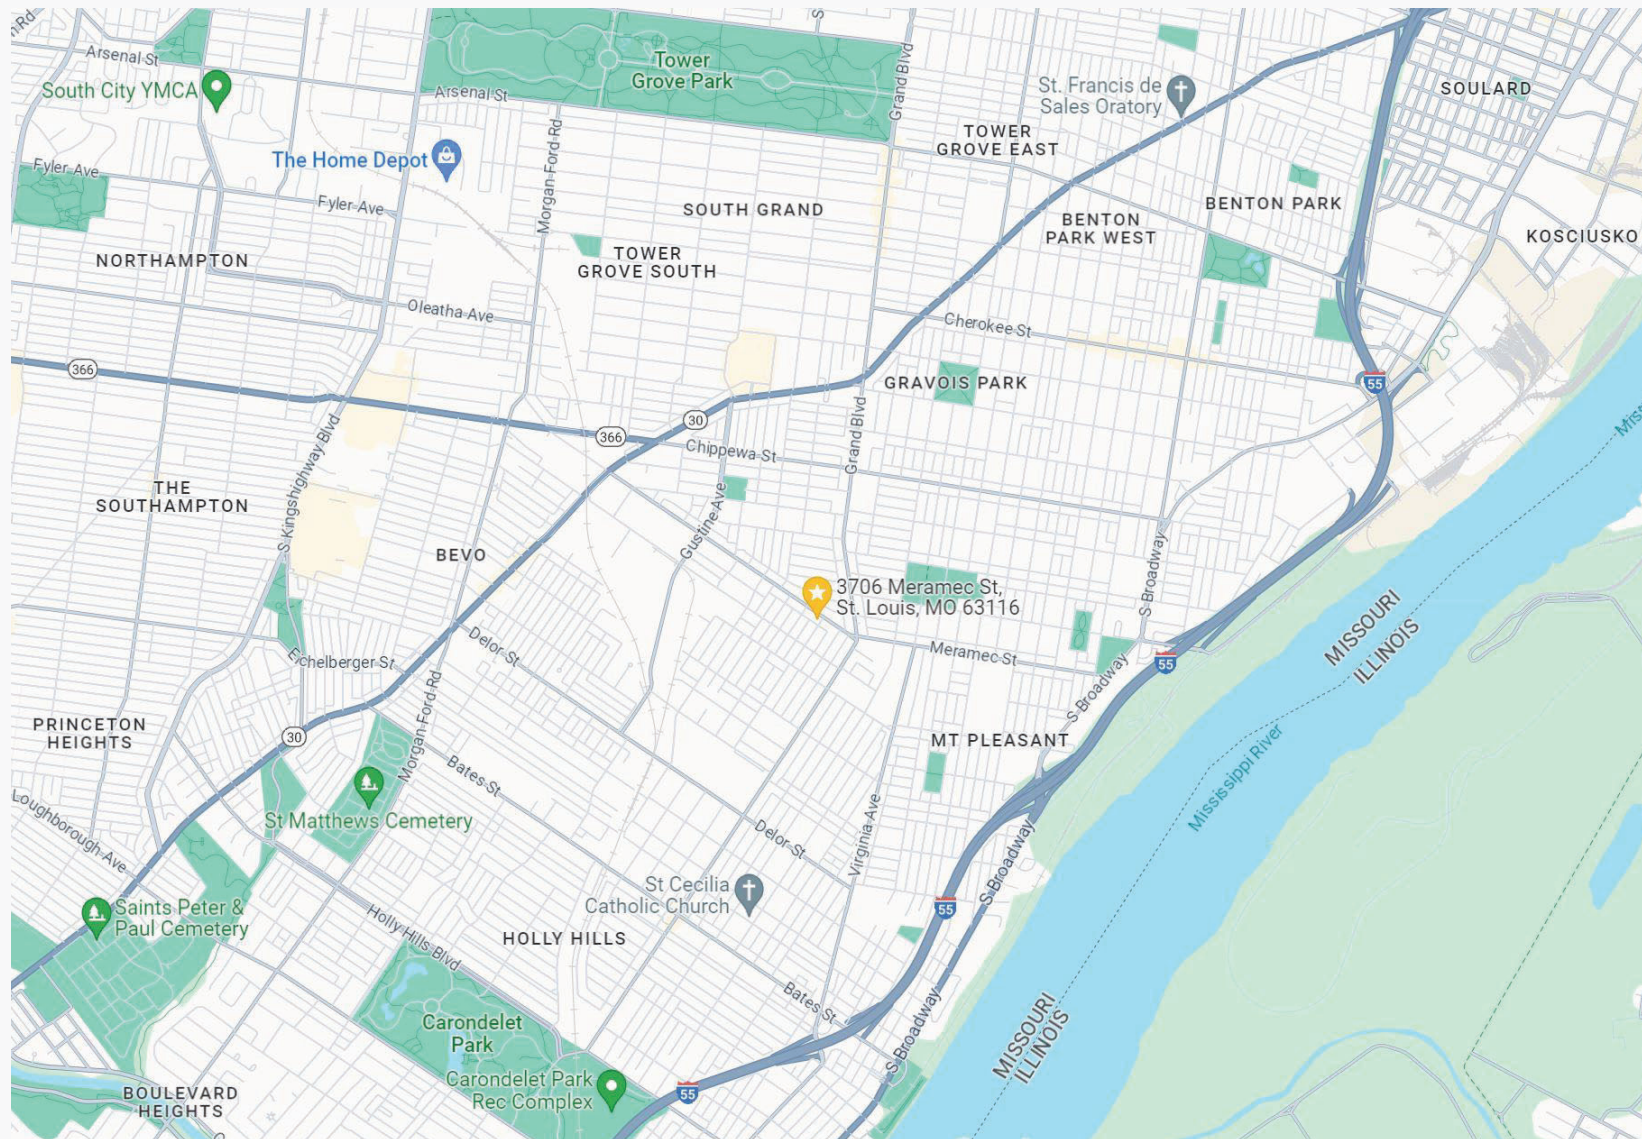 Arsenal St
South City YMCA
The Home Depot
Fyler Ave
Fyler Ave
Arsenal St
Tower
Grove Park
Morgan Ford Rd
Grand Blvd
St. Francis de
Sales Oratory
SOULARD
TOWER
GROVE EAST
SOUTH GRAND
TOWER
GROVE SOUTH
BENTON
PARK WEST
BENTON PARK
KOSCIUSKO
NORTHAMPTON
Oleatha Ave
Cherokee St
366
30
366
Chippewa St
Grand Blvd
GRAVOIS PARK
55
S Kingshighway Blvd
THE
SOUTHAMPTON
BEVO
Gustine Ave
3706 Meramec St,
St. Louis, MO 63116
S Broadway
MISSOURI
ILLINOIS
Eichelberger St
Delor St
Meramec St
55
S Broadway
PRINCETON
HEIGHTS
30
Morgan Ford Rd
MT PLEASANT
Bates St
Mississippi River
St Matthews Cemetery
Loughborough Ave
Delor St
Virginia Ave
S Broadway
St Cecilia
Catholic Church
55
Saints Peter &
Paul Cemetery
Holly Hills Blvd
HOLLY HILLS
Bates St
Carondelet
Park
S Broadway
MISSOURI
ILLINOIS
Carondelet Park
Rec Complex
55
BOULEVARD
HEIGHTS